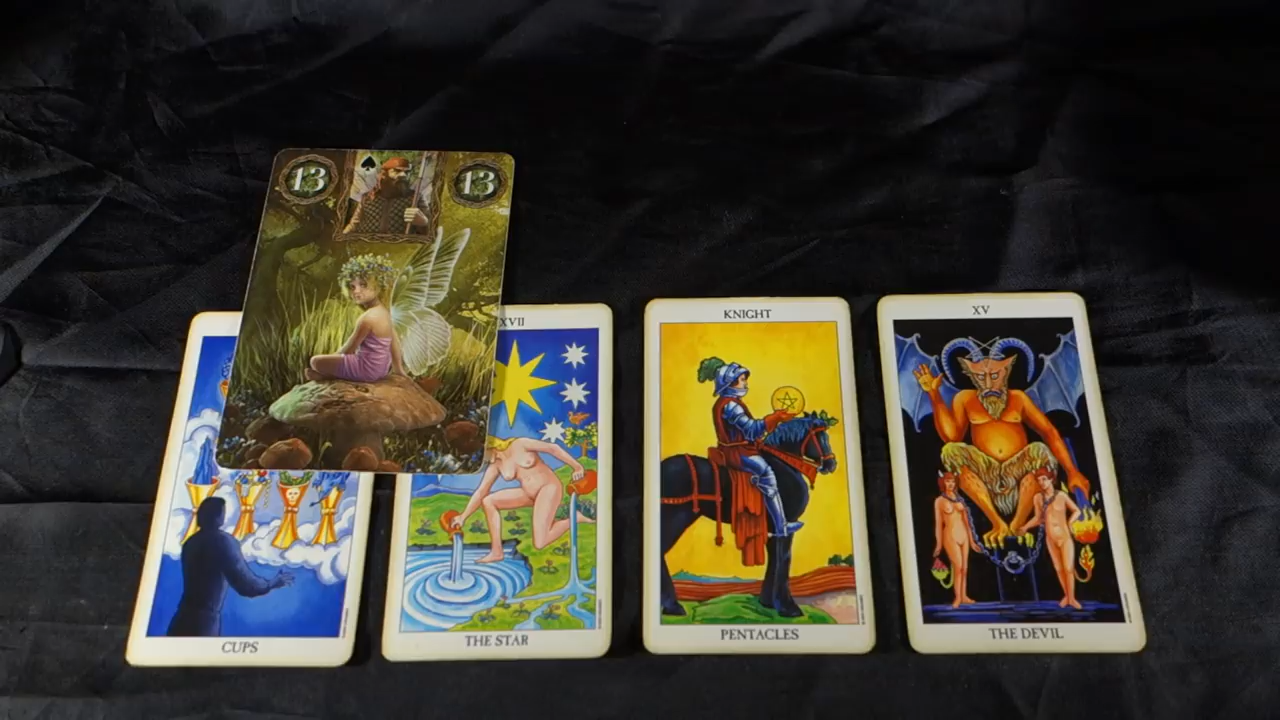 13 13
XVII
KNIGHT
XV
CUPS
THE STAR
PENTACLES
THE DEVIL